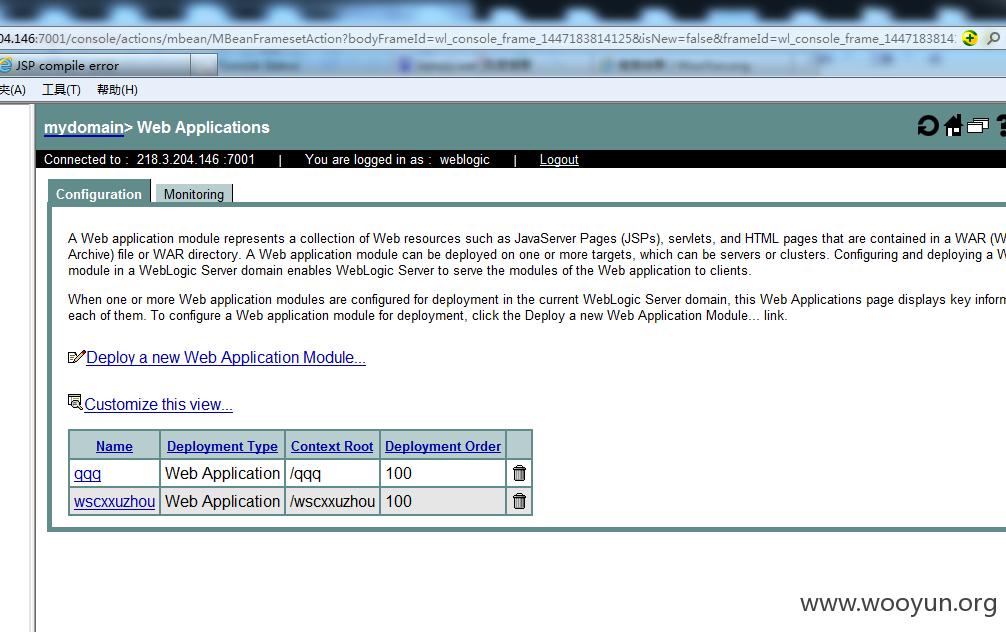 04.146:7001/console/actions/mbean/MBeanFramesetAction?bodyFrameId=wl_console_frame_1447183814125&isNew=false&frameId=wl_console_frame_14471838141
JSP compile error
夹(A) 工具(T) 帮助(H)
mydomain> Web Applications
Connected to : 218.3.204.146 :7001 | You are logged in as : weblogic | Logout
Configuration Monitoring
A Web application module represents a collection of Web resources such as JavaServer Pages (JSPs), servlets, and HTML pages that are contained in a WAR (W
Archive) file or WAR directory. A Web application module can be deployed on one or more targets, which can be servers or clusters. Configuring and deploying a W
module in a WebLogic Server domain enables WebLogic Server to serve the modules of the Web application to clients.
When one or more Web application modules are configured for deployment in the current WebLogic Server domain, this Web Applications page displays key inform
each of them. To configure a Web application module for deployment, click the Deploy a new Web Application Module... link.
Deploy a new Web Application Module...
Customize this view...
Name Deployment Type Context Root Deployment Order
qqq Web Application /qqq 100
wscxxuzhou Web Application /wscxxuzhou 100
www.wooyun.org